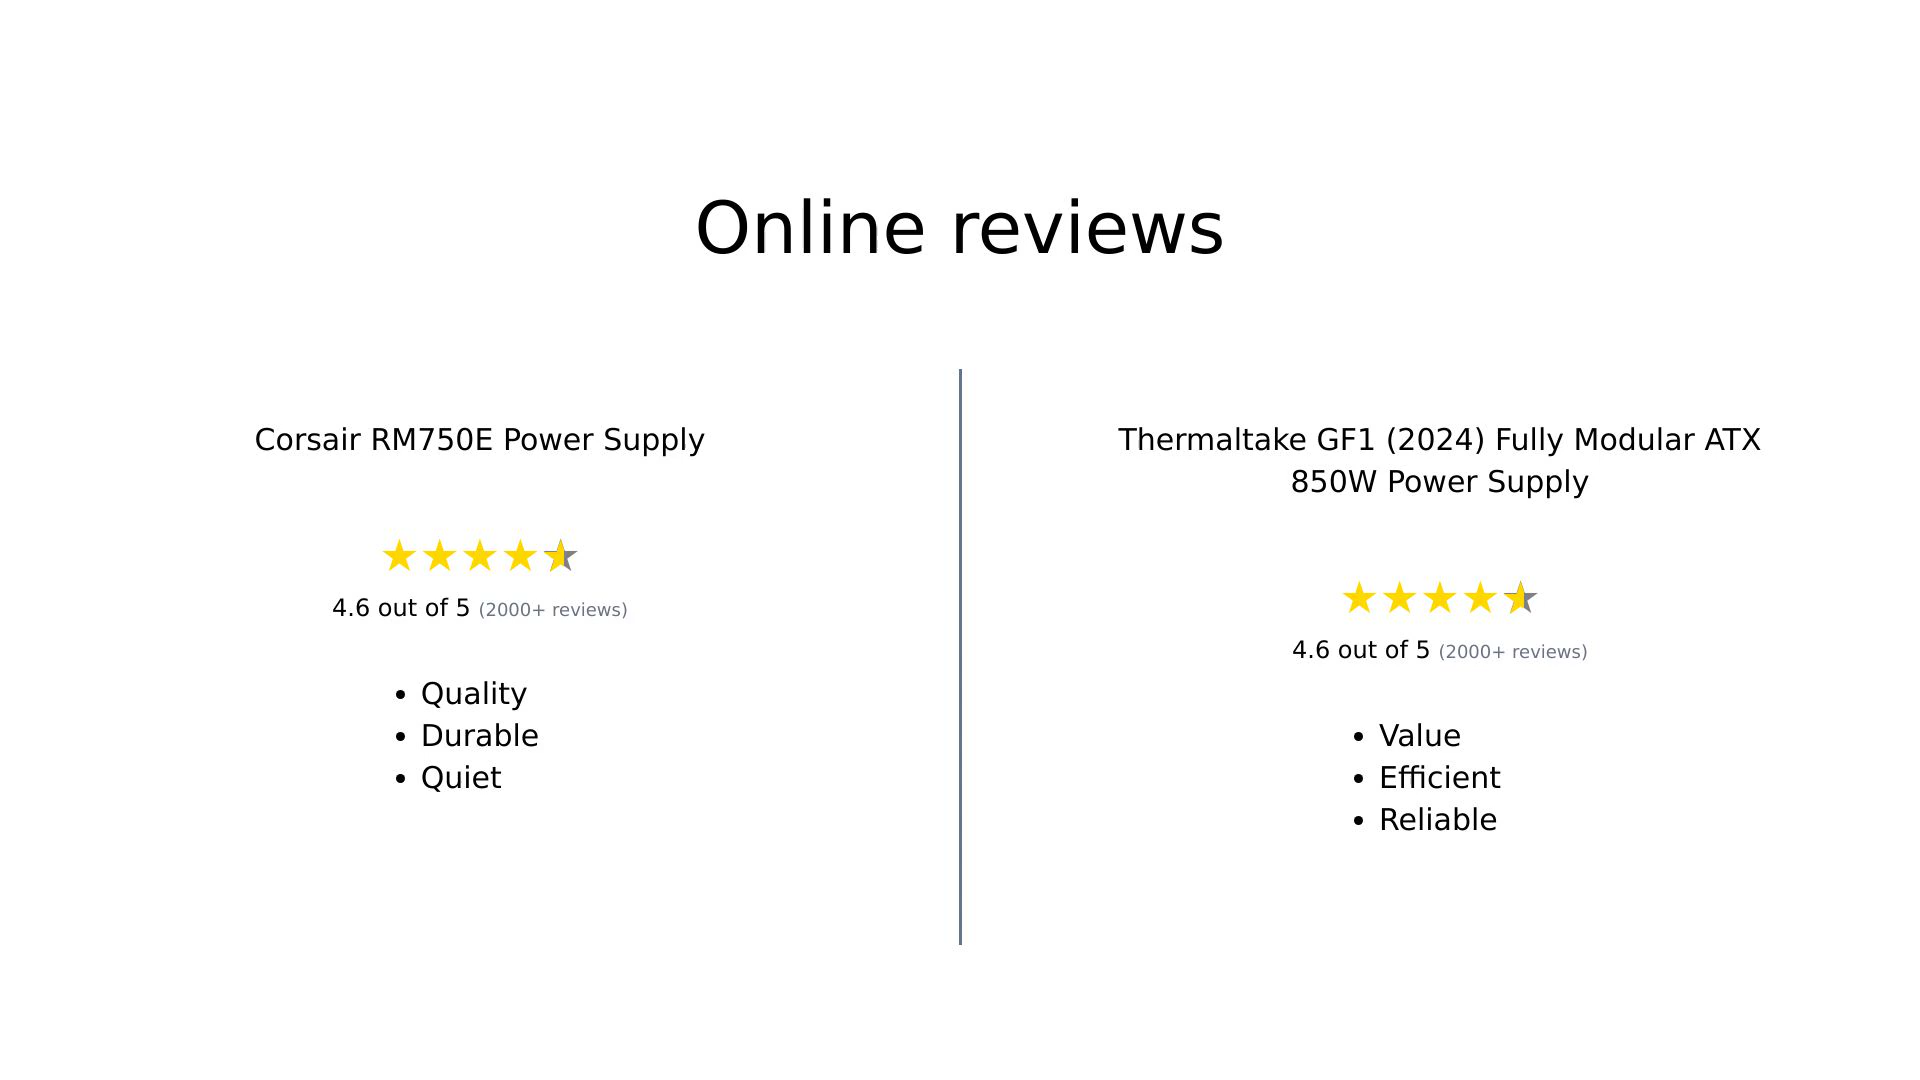 Online reviews
Corsair RM750E Power Supply
4.6 out of 5 (2000+ reviews)
• Quality
• Durable
• Quiet
Thermaltake GF1 (2024) Fully Modular ATX
850W Power Supply
4.6 out of 5 (2000+ reviews)
• Value
• Efficient
• Reliable